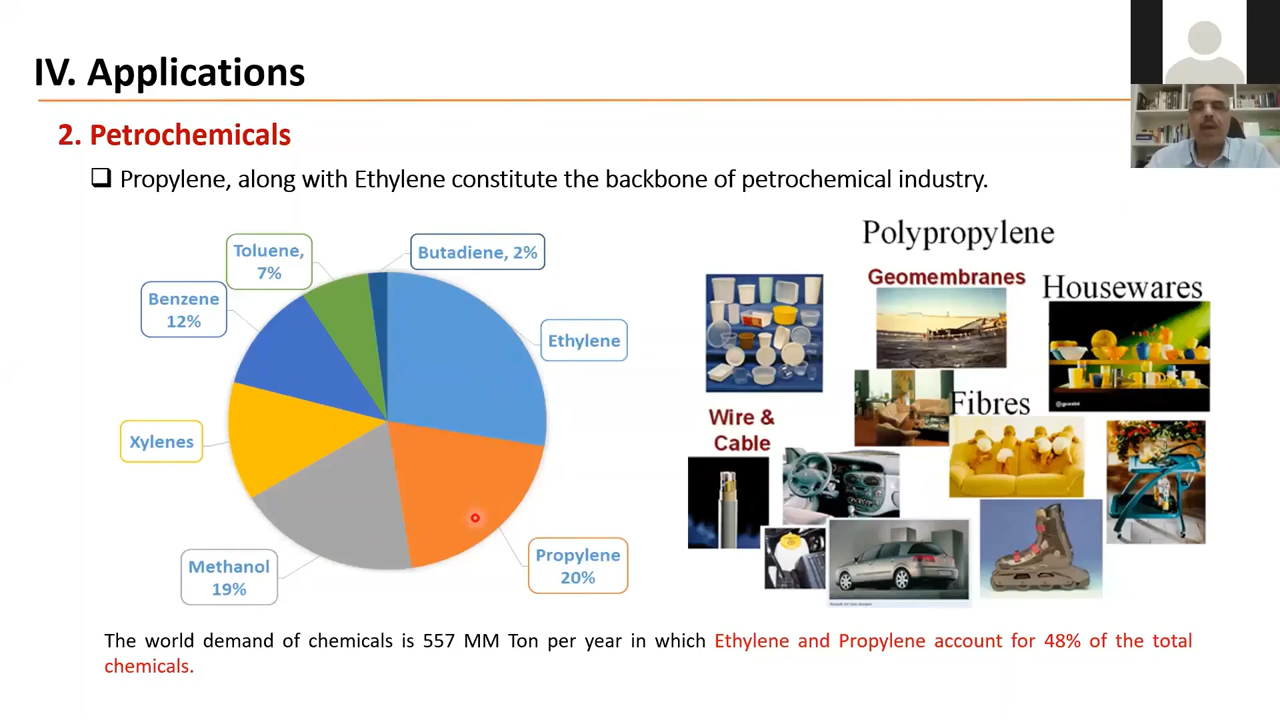 IV. Applications
2. Petrochemicals
❑ Propylene, along with Ethylene constitute the backbone of petrochemical industry.
Toluene,
7%
Butadiene, 2%
Benzene
12%
Ethylene
Xylenes
Methanol
19%
Propylene
20%
Polypropylene
Geomembranes
Housewares
Wire &
Cable
Fibres
The world demand of chemicals is 557 MM Ton per year in which Ethylene and Propylene account for 48% of the total
chemicals.